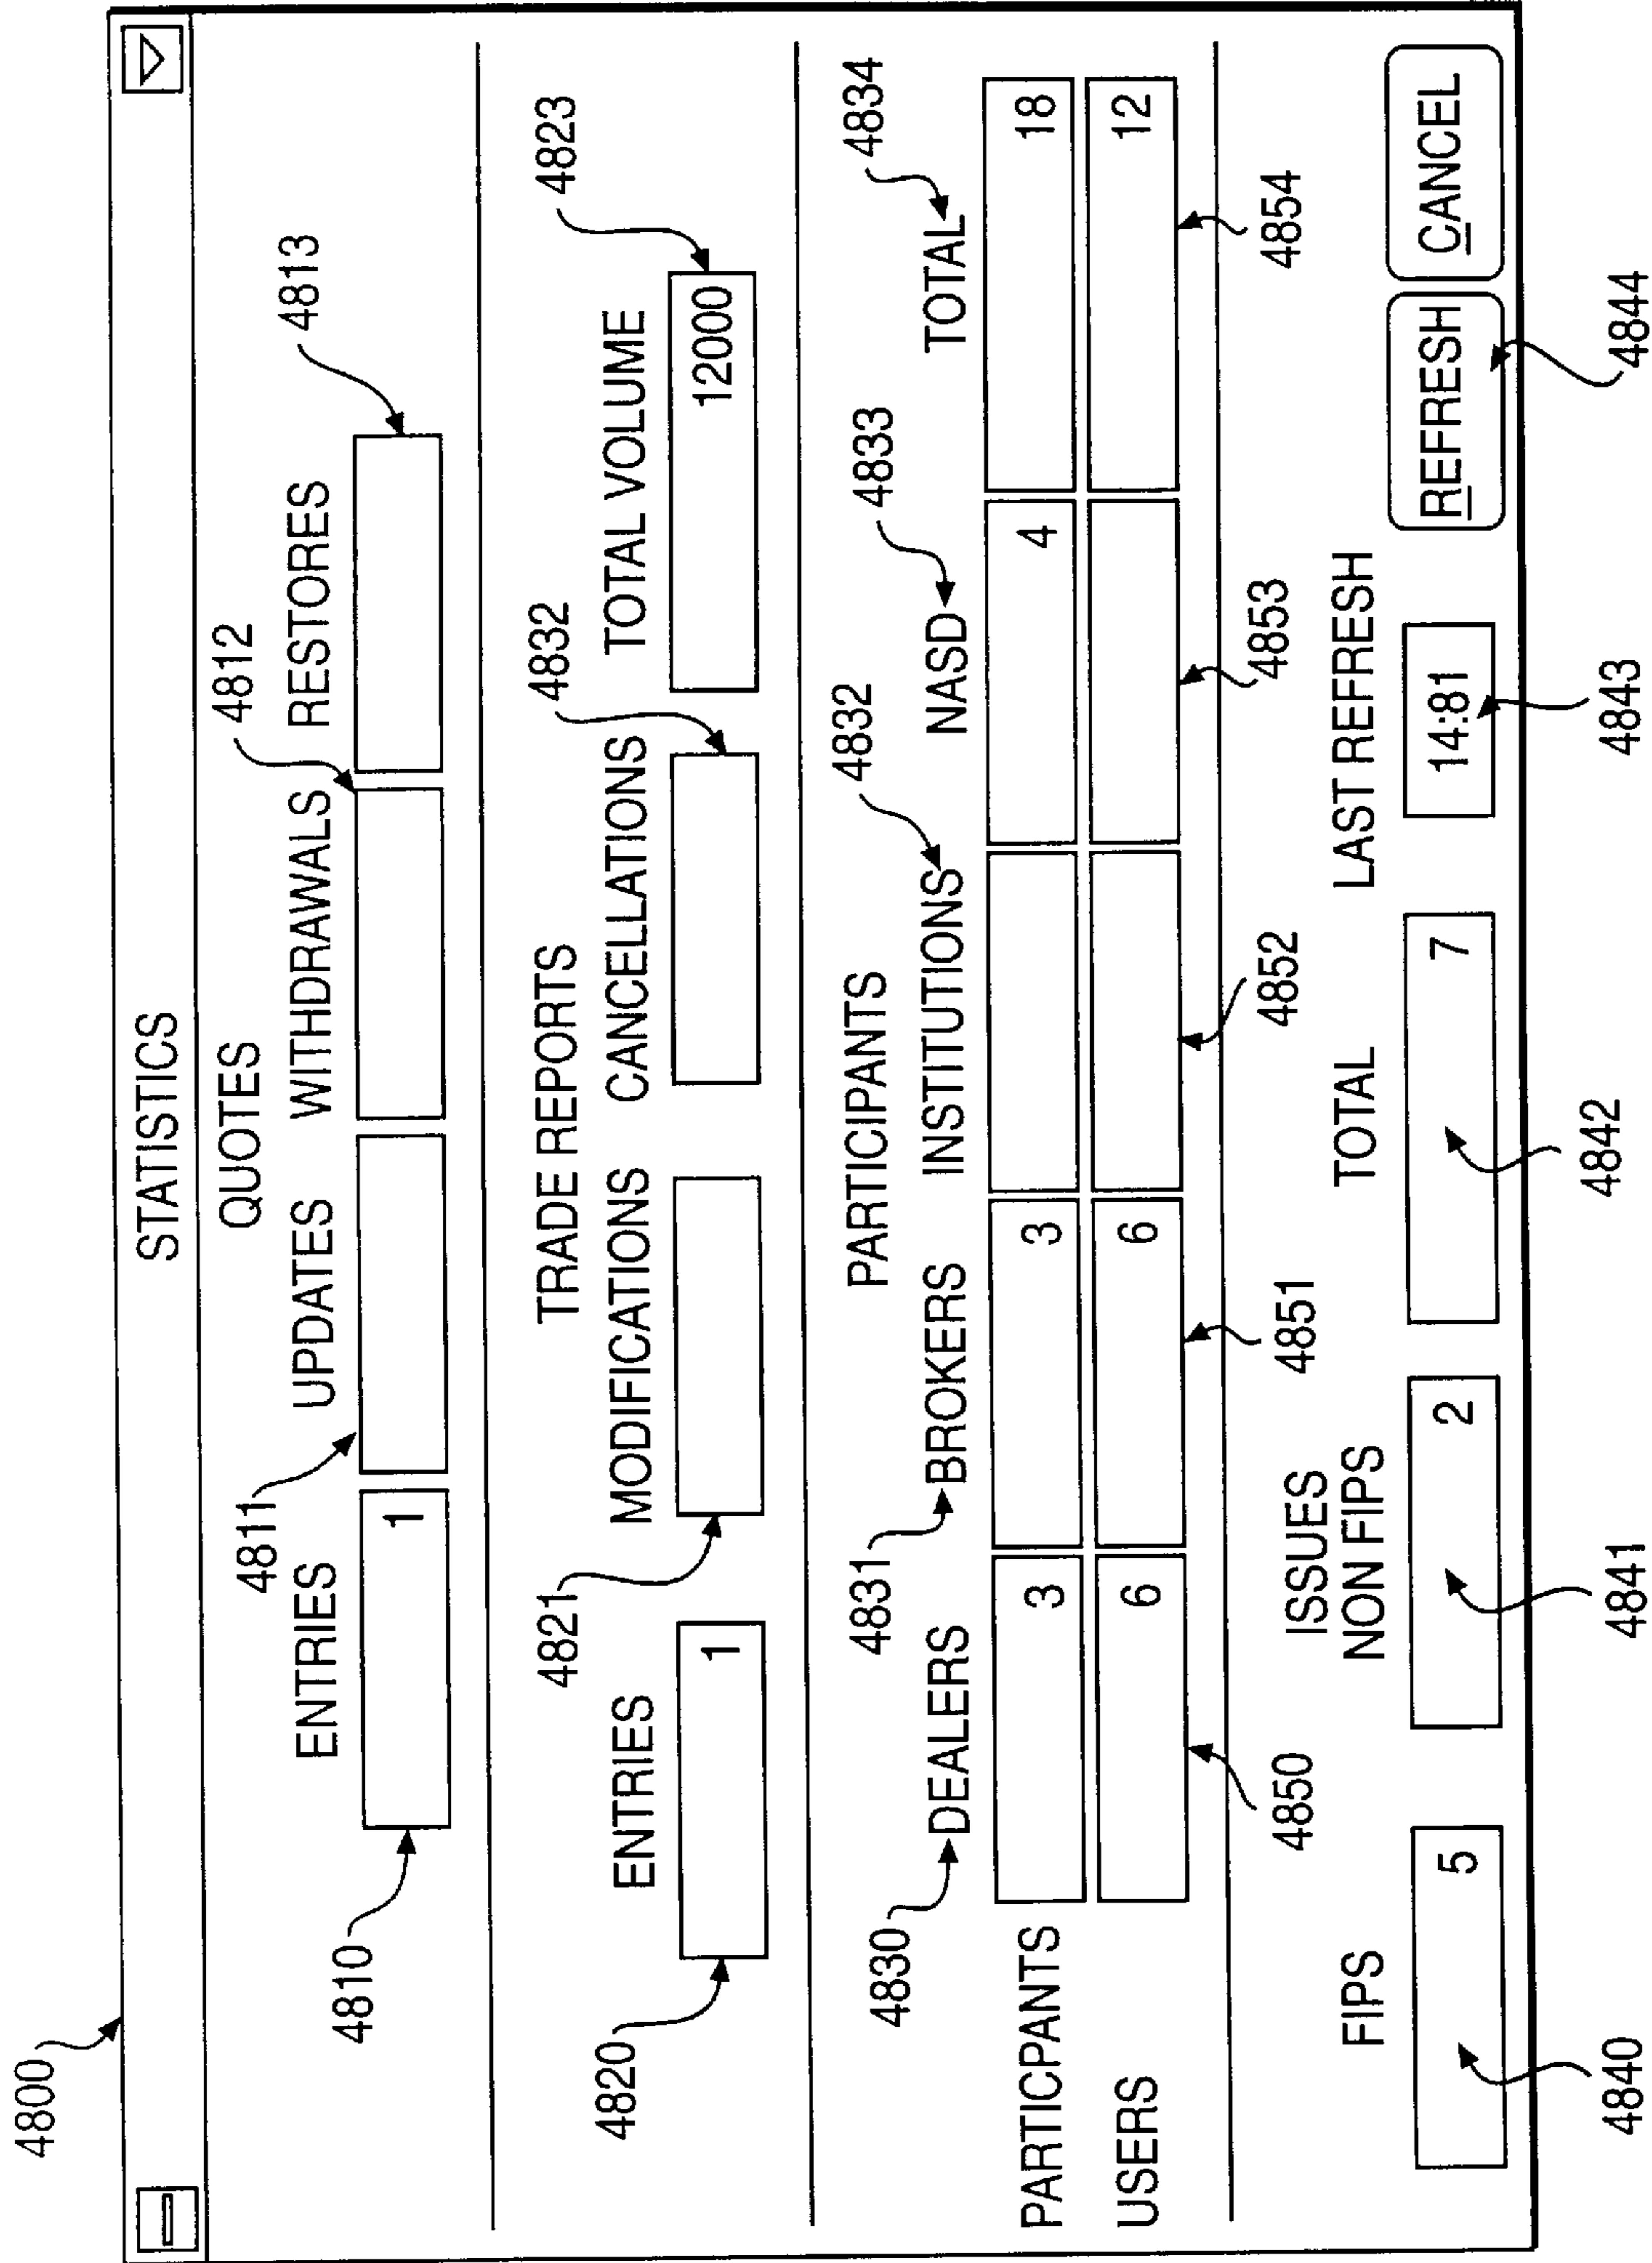 4800
STATISTICS
QUOTES
4811 4812 4813
ENTRIES UPDATES WITHDRAWALS RESTORES
1
4810
TRADE REPORTS
4821 4832 4823
ENTRIES MODIFICATIONS CANCELLATIONS TOTAL VOLUME
1 12000
4820
PARTICIPANTS
4830 4831 4832 4833 4834
DEALERS BROKERS INSTITUTIONS NASD TOTAL
PARTICPANTS 3 3 4 18
USERS 6 6 12
4850 4851 4852 4853 4854
ISSUES
FIPS NON FIPS TOTAL LAST REFRESH
5 2 7 14:81 REFRESH CANCEL
4840 4841 4842 4843 4844